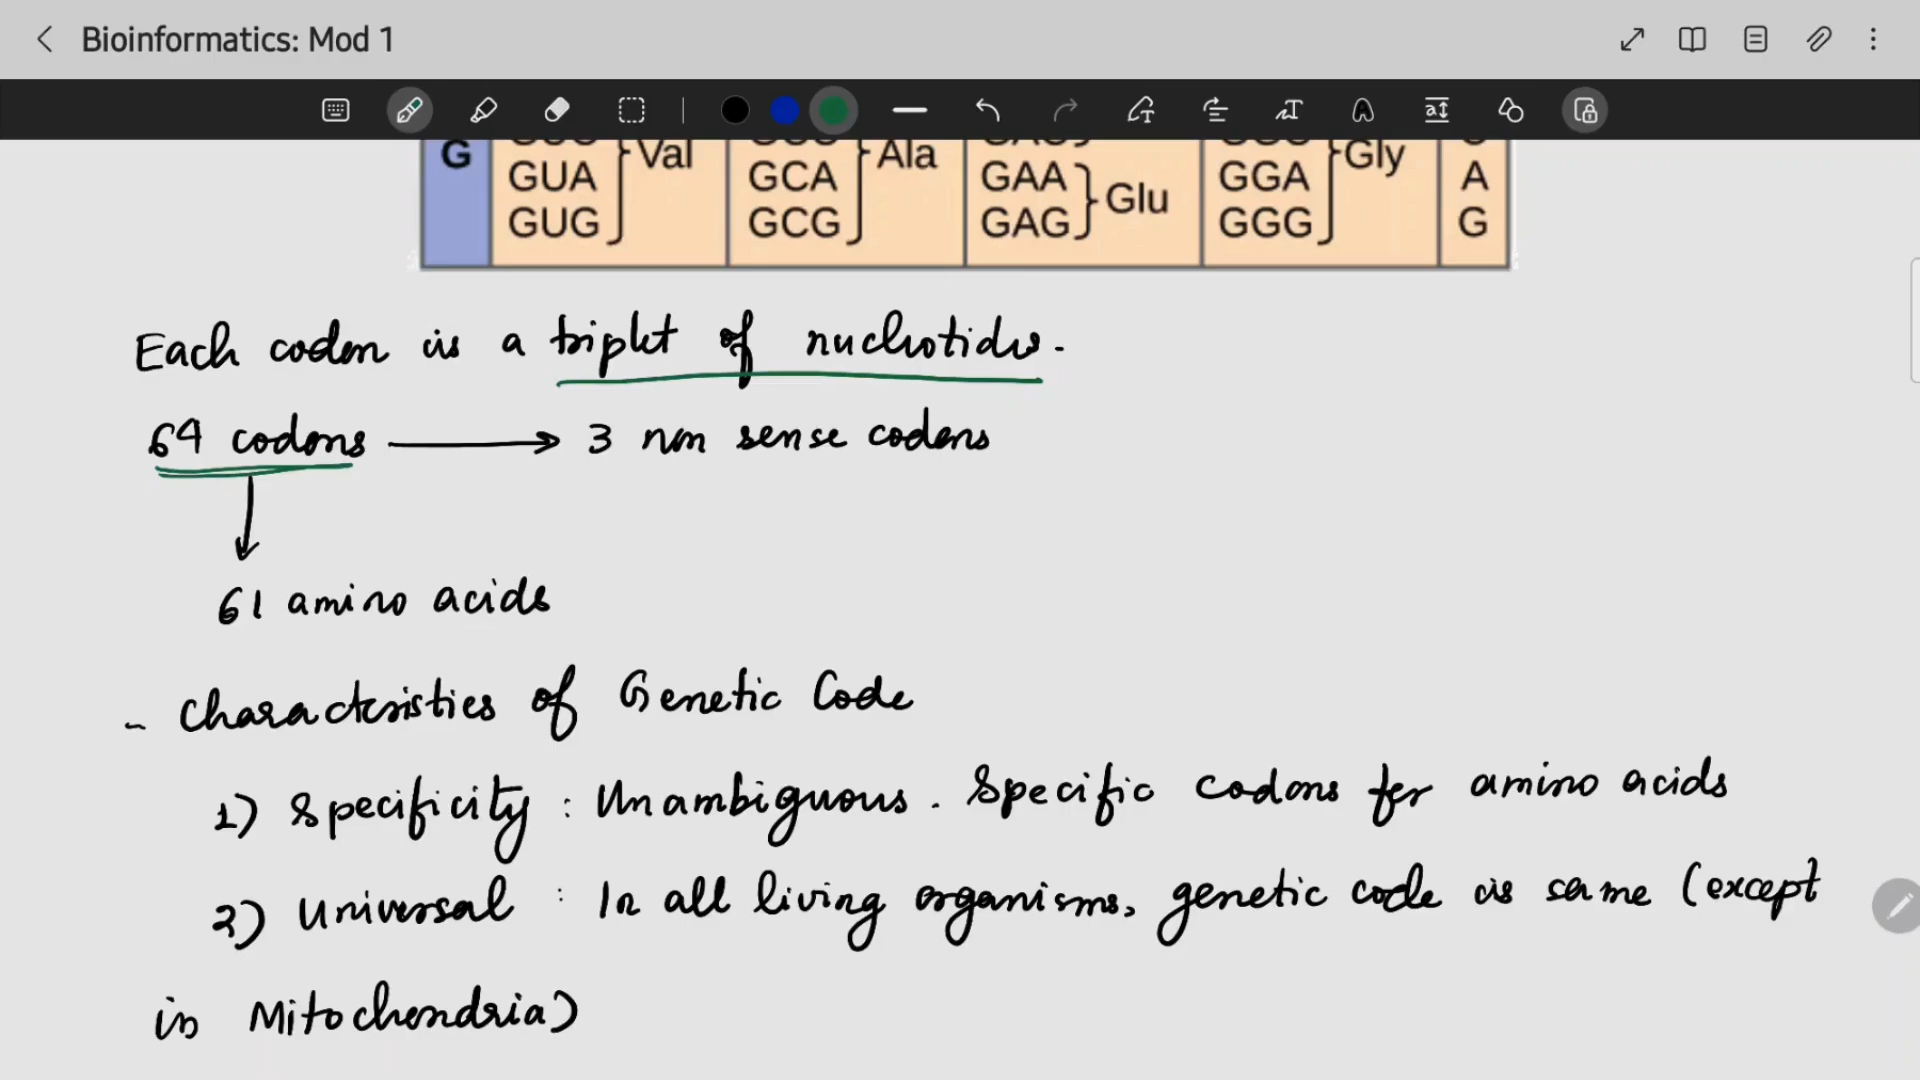 Bioinformatics: Mod 1
G GUA GUG Val GCA GCG Ala GAA GAG Glu GGA GGG Gly A G
Each codon is a triplet of nucleotides.
64 codons → 3 non sense codons
61 amino acids
- Characteristics of Genetic Code
1) Specificity : Unambiguous. Specific codons for amino acids
2) Universal : In all living organisms, genetic code is same (except
in Mitochondria)